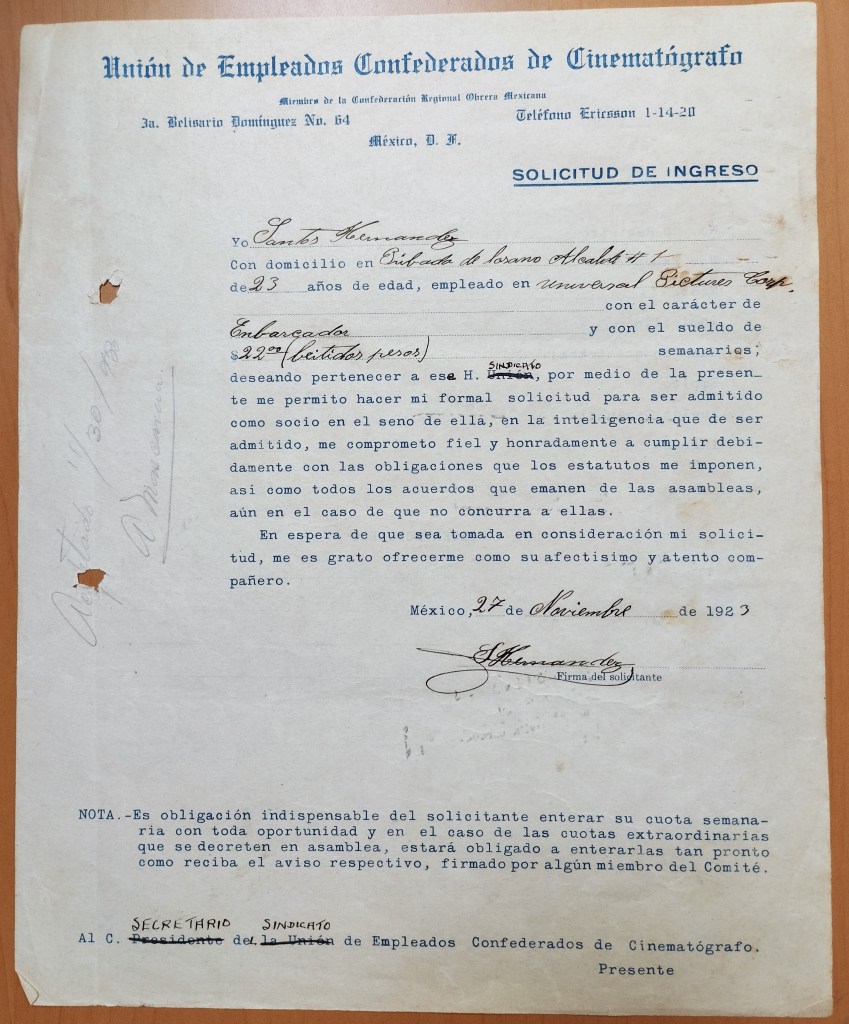 Unión de Empleados Confederados de Cinematógrafo
Miembro de la Confederación Regional Obrera Mexicana
3a. Belisario Domínguez No. 64 Teléfono Ericsson 1-14-20
México, D. F.
SOLICITUD DE INGRESO
Yo Santos Hernandez
Con domicilio en Pribada de losano Alcalde # 1
de 23 años de edad, empleado en universal Pictures Corp.
con el carácter de
Enbarcador y con el sueldo de
$22.00 (beitidos pesos) semanarios;
deseando pertenecer a ese H. Unión SINDICATO, por medio de la presen-
te me permito hacer mi formal solicitud para ser admitido
como socio en el seno de ella, en la inteligencia que de ser
admitido, me comprometo fiel y honradamente a cumplir debi-
damente con las obligaciones que los estatutos me imponen,
asi como todos los acuerdos que emanen de las asambleas,
aún en el caso de que no concurra a ellas.
En espera de que sea tomada en consideración mi solici-
tud, me es grato ofrecerme como su afectísimo y atento com-
pañero.
México, 27 de Noviembre de 1923
SHernandez
Firma del solicitante
NOTA.-Es obligación indispensable del solicitante enterar su cuota semana-
ria con toda oportunidad y en el caso de las cuotas extraordinarias
que se decreten en asamblea, estará obligado a enterarlas tan pronto
como reciba el aviso respectivo, firmado por algún miembro del Comité.
SECRETARIO SINDICATO
Al C. Presidente del la Unión de Empleados Confederados de Cinematógrafo.
Presente